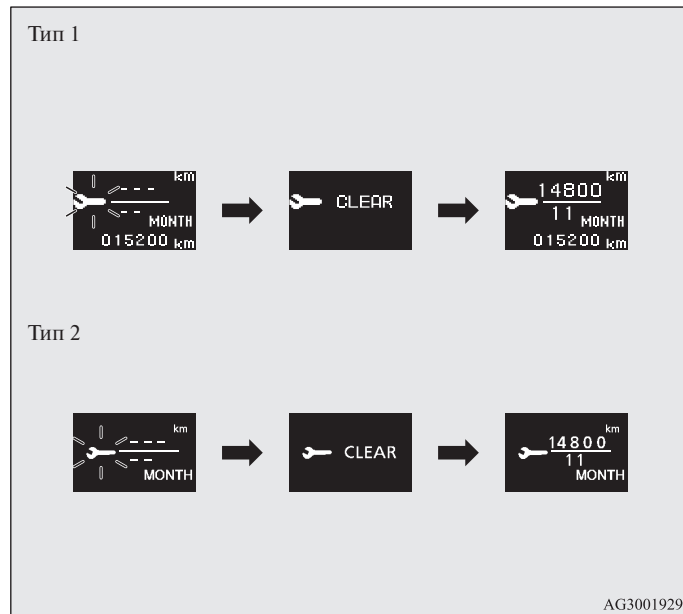 Тип 1
--- km
-- MONTH
015200 km
CLEAR
14800 km
11 MONTH
015200 km
Тип 2
--- km
-- MONTH
CLEAR
14800 km
11 MONTH
AG3001929